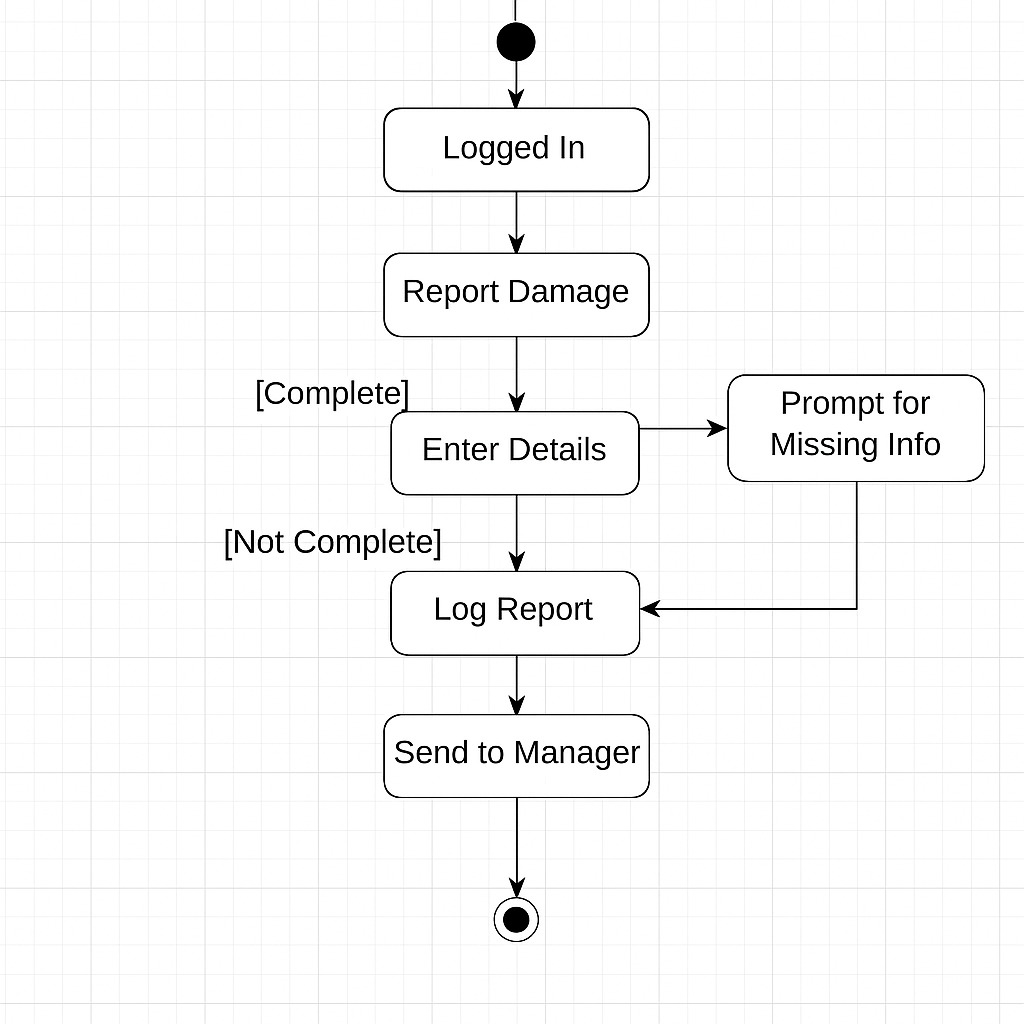 Logged In
Report Damage
[Complete]
Enter Details
Prompt for
Missing Info
[Not Complete]
Log Report
Send to Manager